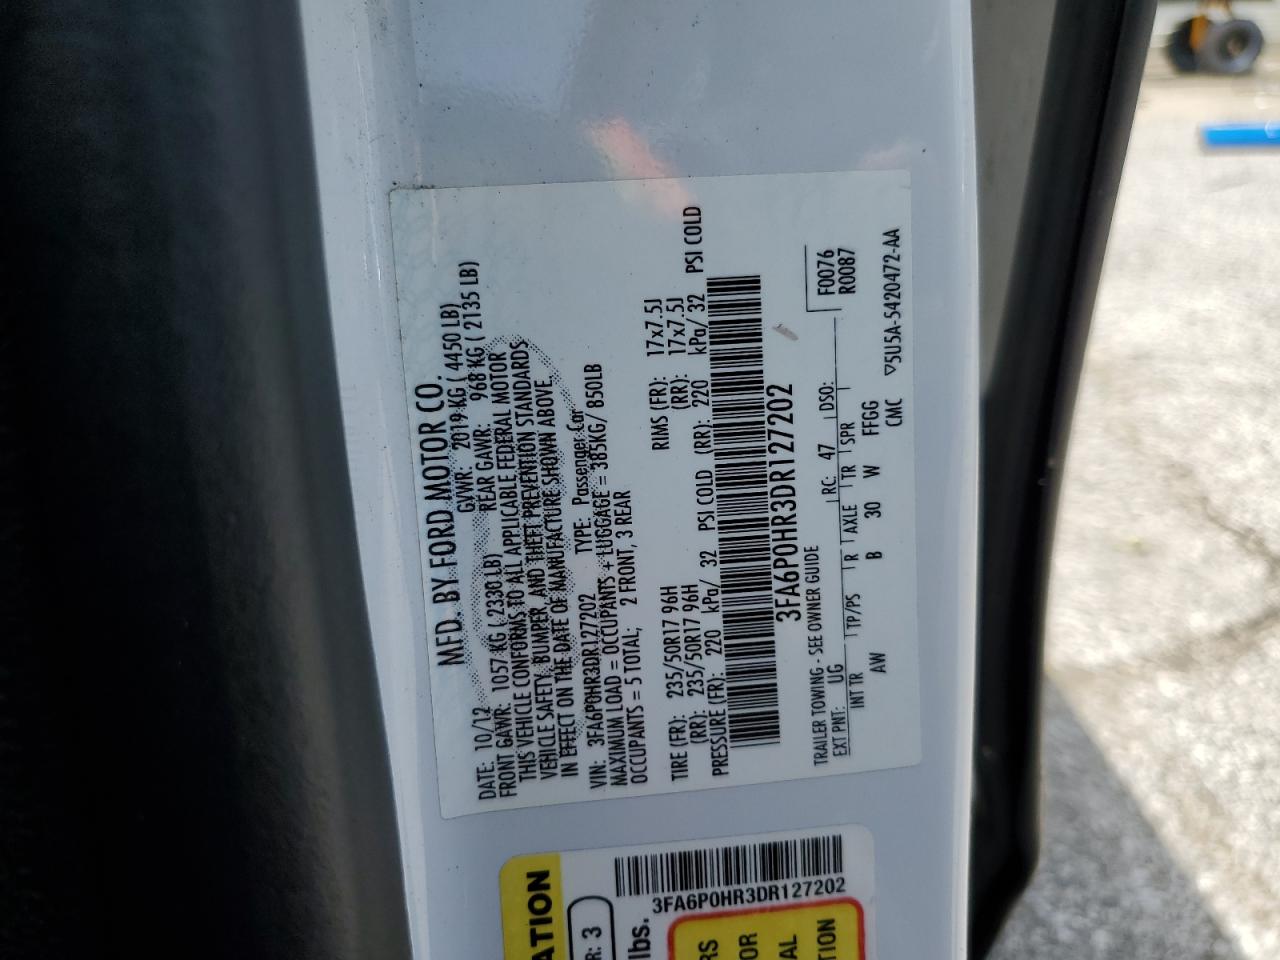 MFD. BY FORD MOTOR CO.
DATE: 10/12 GVWR: 2019 KG ( 4450 LB)
FRONT GAWR: 1057 KG ( 2330 LB) REAR GAWR: 968 KG ( 2135 LB)
THIS VEHICLE CONFORMS TO ALL APPLICABLE FEDERAL MOTOR
VEHICLE SAFETY, BUMPER, AND THEFT PREVENTION STANDARDS
IN EFFECT ON THE DATE OF MANUFACTURE SHOWN ABOVE.
VIN: 3FA6P0HR3DR127202 TYPE: Passenger Car
MAXIMUM LOAD = OCCUPANTS + LUGGAGE = 385KG/ 850LB
OCCUPANTS = 5 TOTAL; 2 FRONT, 3 REAR
TIRE (FR): 235/50R17 96H RIMS (FR): 17x7.5J
(RR): 235/50R17 96H (RR): 17x7.5J
PRESSURE (FR): 220 kPa/ 32 PSI COLD (RR): 220 kPa/ 32 PSI COLD
3FA6P0HR3DR127202
TRAILER TOWING - SEE OWNER GUIDE F0076
R0087
EXT PNT: UG RC: 47 DSO:
INT TR TP/PS R AXLE TR SPR
AW B 30 W FFGG
CMC ▽5U5A-5420472-AA
3FA6P0HR3DR127202
ATION
R: 3
lbs.
RS
OR
AL
TION